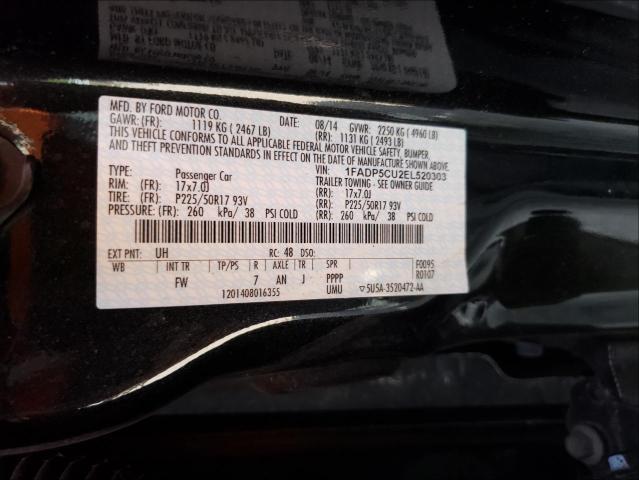 MFD. BY FORD MOTOR CO.
DATE: 08/14 GVWR: 2250 KG ( 4960 LB)
GAWR: (FR): 1119 KG ( 2467 LB) (RR): 1131 KG ( 2493 LB)
THIS VEHICLE CONFORMS TO ALL APPLICABLE FEDERAL MOTOR VEHICLE SAFETY, BUMPER,
AND THEFT PREVENTION STANDARDS IN EFFECT ON THE DATE OF MANUFACTURE SHOWN ABOVE.
VIN: 1FADP5CU2EL520303
TYPE: Passenger Car TRAILER TOWING - SEE OWNER GUIDE
RIM: (FR): 17x7.0J (RR): 17x7.0J
TIRE: (FR): P225/50R17 93V (RR): P225/50R17 93V
PRESSURE: (FR): 260 kPa/ 38 PSI COLD (RR): 260 kPa/ 38 PSI COLD
EXT PNT: UH RC: 48 DSO: F0095
WB INT TR TP/PS R AXLE TR SPR R0107
FW 7 AN J PPPP
1201408016355 UMU ▽5U5A-3520472-AA